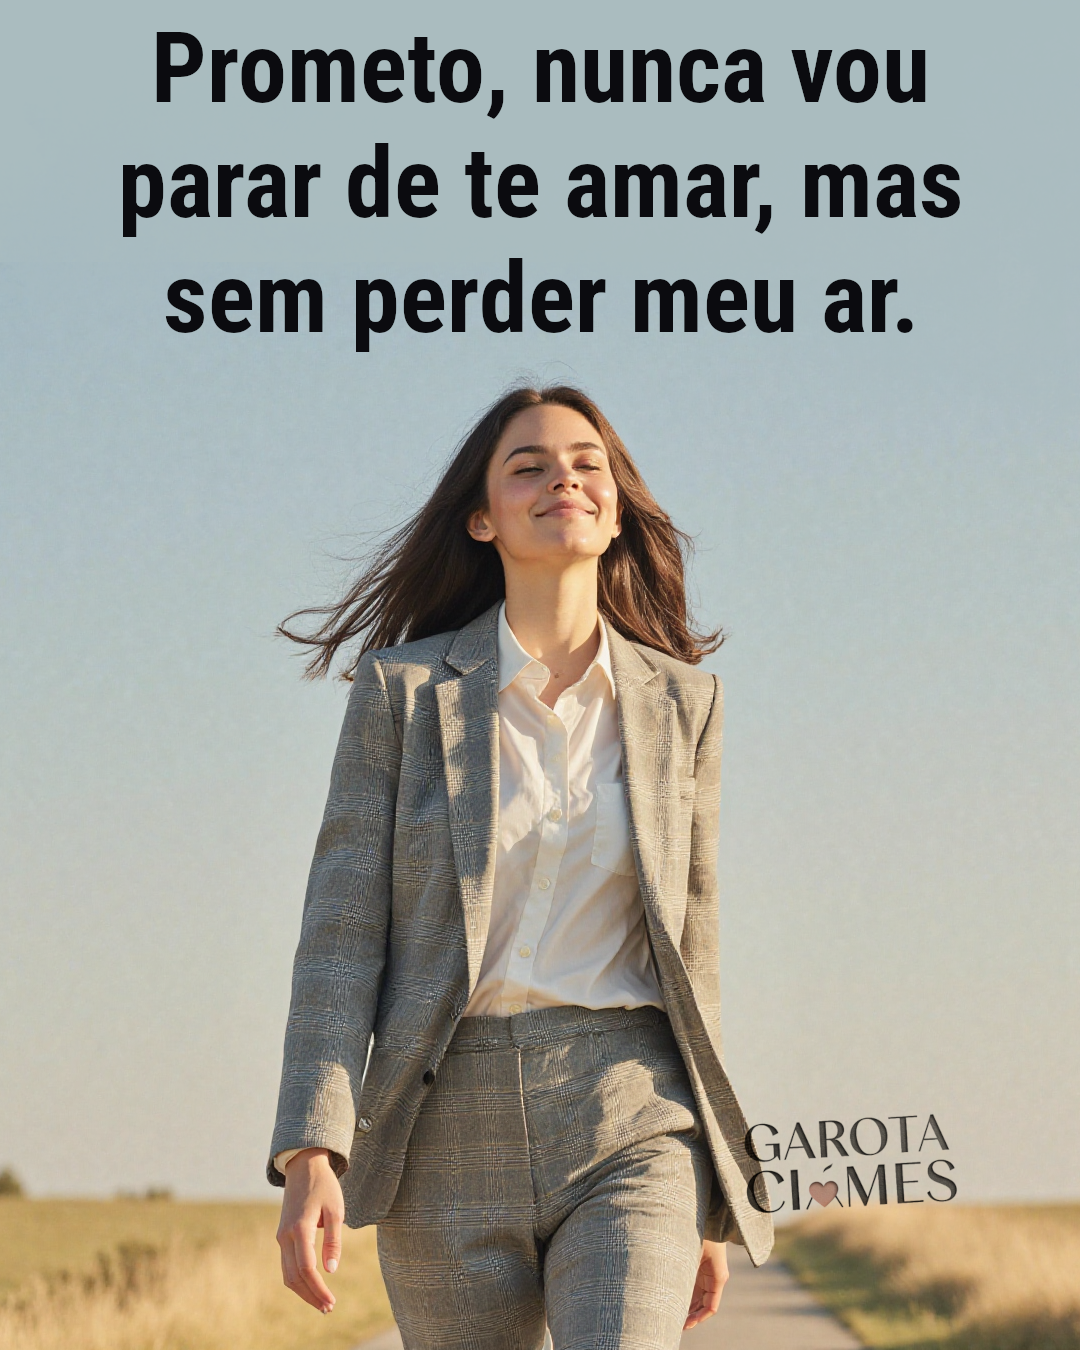 Prometo, nunca vou
parar de te amar, mas
sem perder meu ar.
GAROTA
CIÚMES